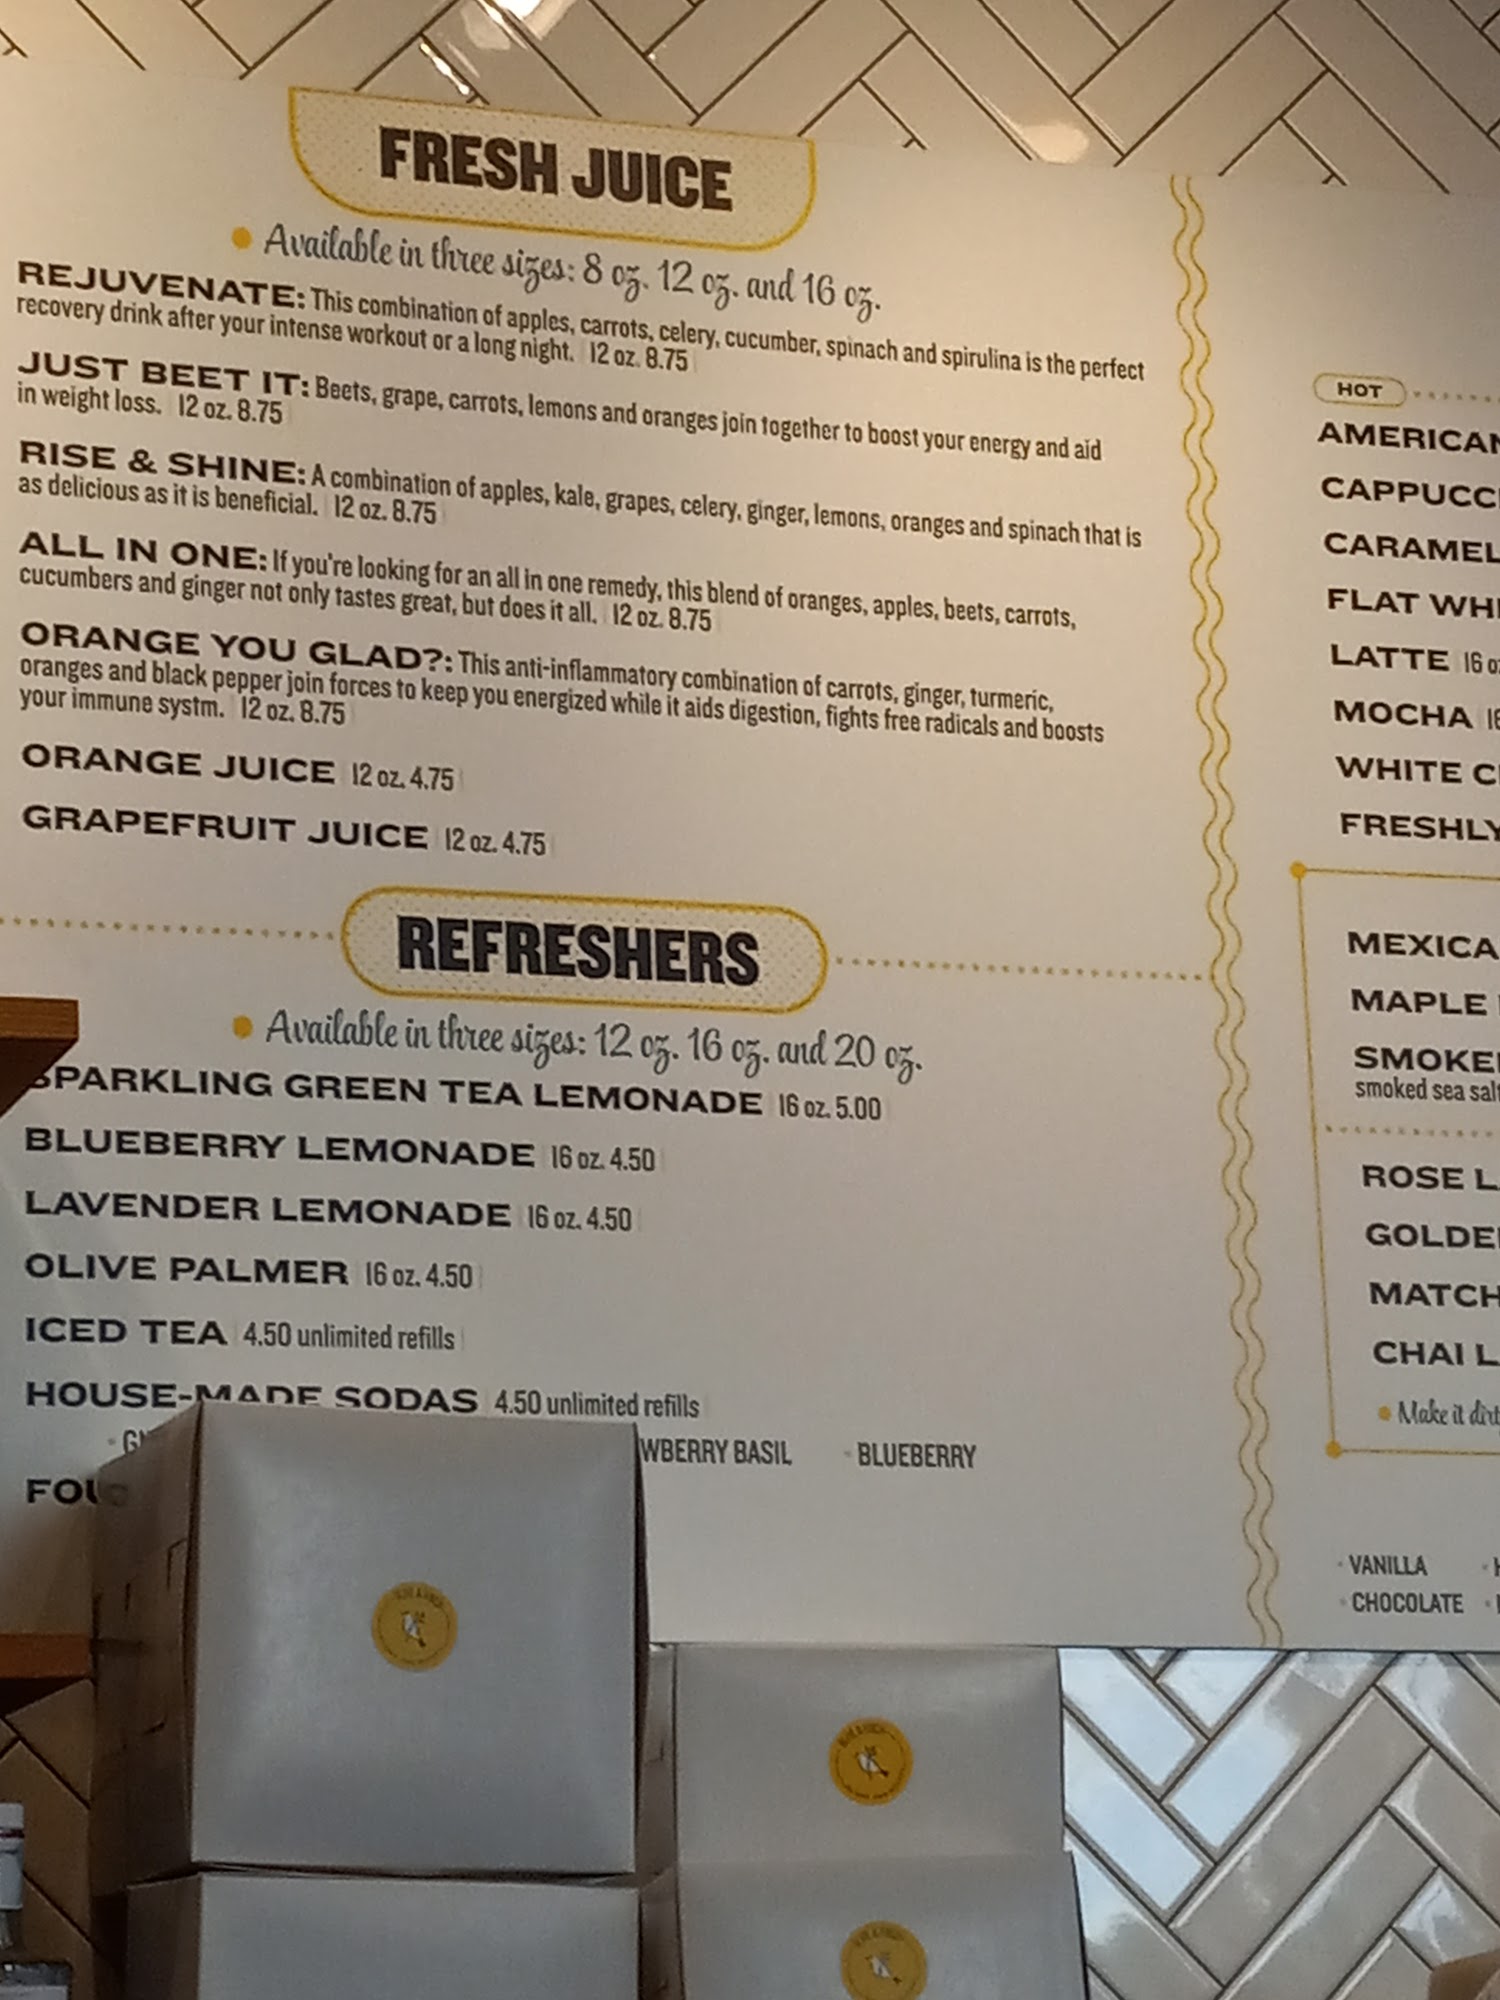 FRESH JUICE
Available in three sizes: 8 oz. 12 oz. and 16 oz.
REJUVENATE: This combination of apples, carrots, celery, cucumber, spinach and spirulina is the perfect
recovery drink after your intense workout or a long night. 12 oz. 8.75
JUST BEET IT: Beets, grape, carrots, lemons and oranges join together to boost your energy and aid
in weight loss. 12 oz. 8.75
RISE & SHINE: A combination of apples, kale, grapes, celery, ginger, lemons, oranges and spinach that is
as delicious as it is beneficial. 12 oz. 8.75
ALL IN ONE: If you're looking for an all in one remedy, this blend of oranges, apples, beets, carrots,
cucumbers and ginger not only tastes great, but does it all. 12 oz. 8.75
ORANGE YOU GLAD?: This anti-inflammatory combination of carrots, ginger, turmeric,
oranges and black pepper join forces to keep you energized while it aids digestion, fights free radicals and boosts
your immune systm. 12 oz. 8.75
ORANGE JUICE 12 oz. 4.75
GRAPEFRUIT JUICE 12 oz. 4.75
REFRESHERS
Available in three sizes: 12 oz. 16 oz. and 20 oz.
SPARKLING GREEN TEA LEMONADE 16 oz. 5.00
BLUEBERRY LEMONADE 16 oz. 4.50
LAVENDER LEMONADE 16 oz. 4.50
OLIVE PALMER 16 oz. 4.50
ICED TEA 4.50 unlimited refills
HOUSE-MADE SODAS 4.50 unlimited refills
WBERRY BASIL BLUEBERRY
HOT
AMERICAN
CAPPUCC
CARAMEL
FLAT WH
LATTE 16 o
MOCHA 16
WHITE C
FRESHLY
MEXICA
MAPLE
SMOKE
smoked sea sal
ROSE L
GOLDE
MATCH
CHAI L
Make it dirt
VANILLA
CHOCOLATE